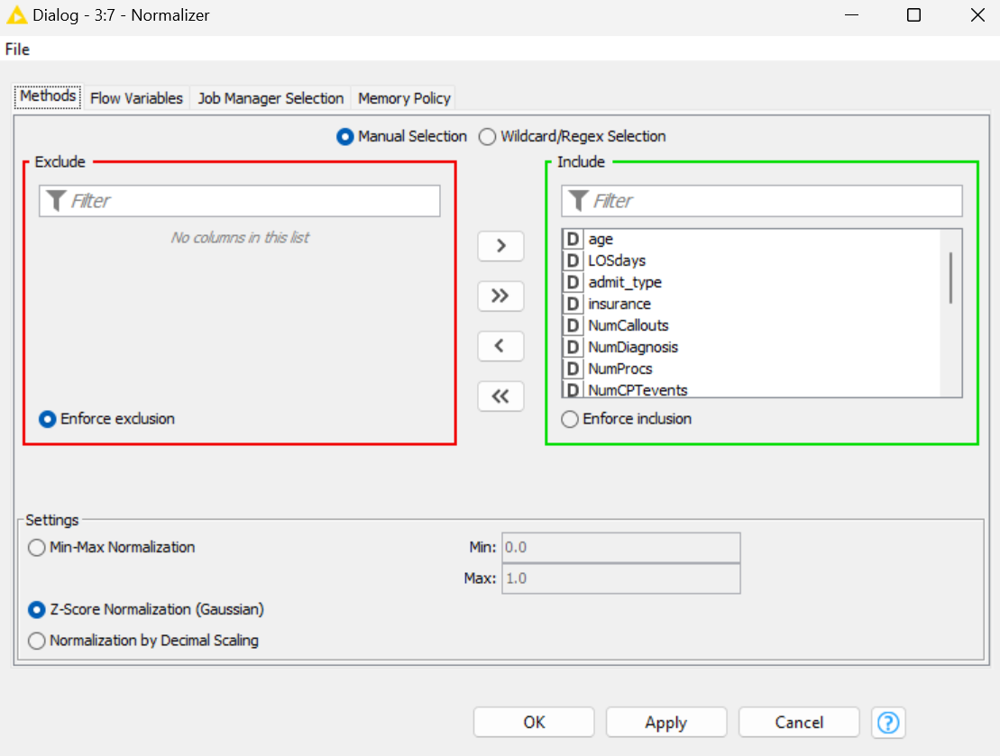 Dialog - 3:7 - Normalizer
File
Methods Flow Variables Job Manager Selection Memory Policy
Manual Selection Wildcard/Regex Selection
Exclude
Filter
No columns in this list
Enforce exclusion
>
>>
<
<<
Include
Filter
D age
D LOSdays
D admit_type
D insurance
D NumCallouts
D NumDiagnosis
D NumProcs
D NumCPTevents
Enforce inclusion
Settings
Min-Max Normalization
Min: 0.0
Max: 1.0
Z-Score Normalization (Gaussian)
Normalization by Decimal Scaling
OK Apply Cancel ?